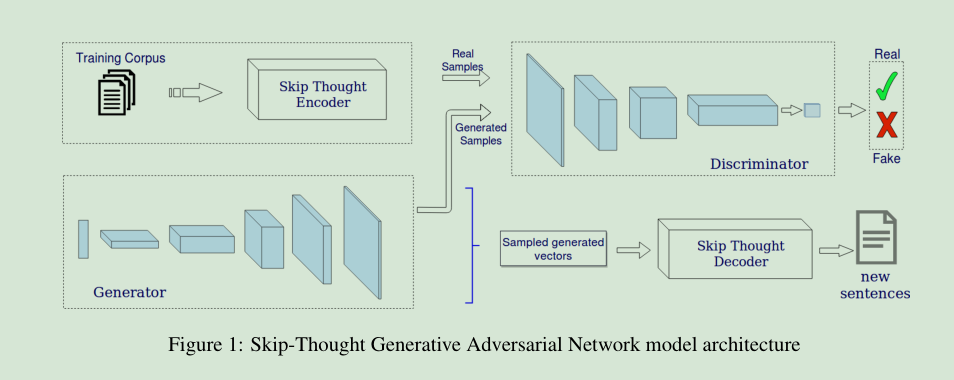 Training Corpus
Skip Thought
Encoder
Real
Samples
Generated
Samples
Discriminator
Real
Fake
Generator
Sampled generated
vectors
Skip Thought
Decoder
new
sentences
Figure 1: Skip-Thought Generative Adversarial Network model architecture